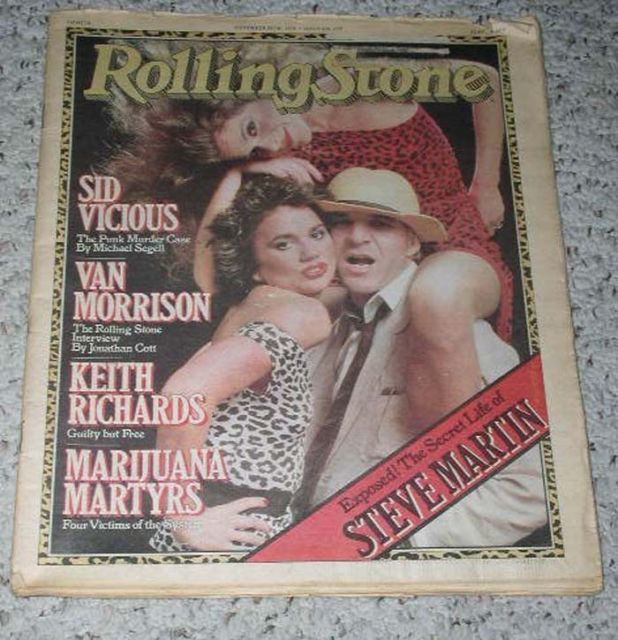 Rolling Stone
SID
VICIOUS
The Punk Murder Case
By Michael Segell
VAN
MORRISON
The Rolling Stone
Interview
By Jonathan Cott
KEITH
RICHARDS
Guilty but Free
MARIJUANA
MARTYRS
Four Victims of the System
Exposed! The Secret Life of
STEVE MARTIN